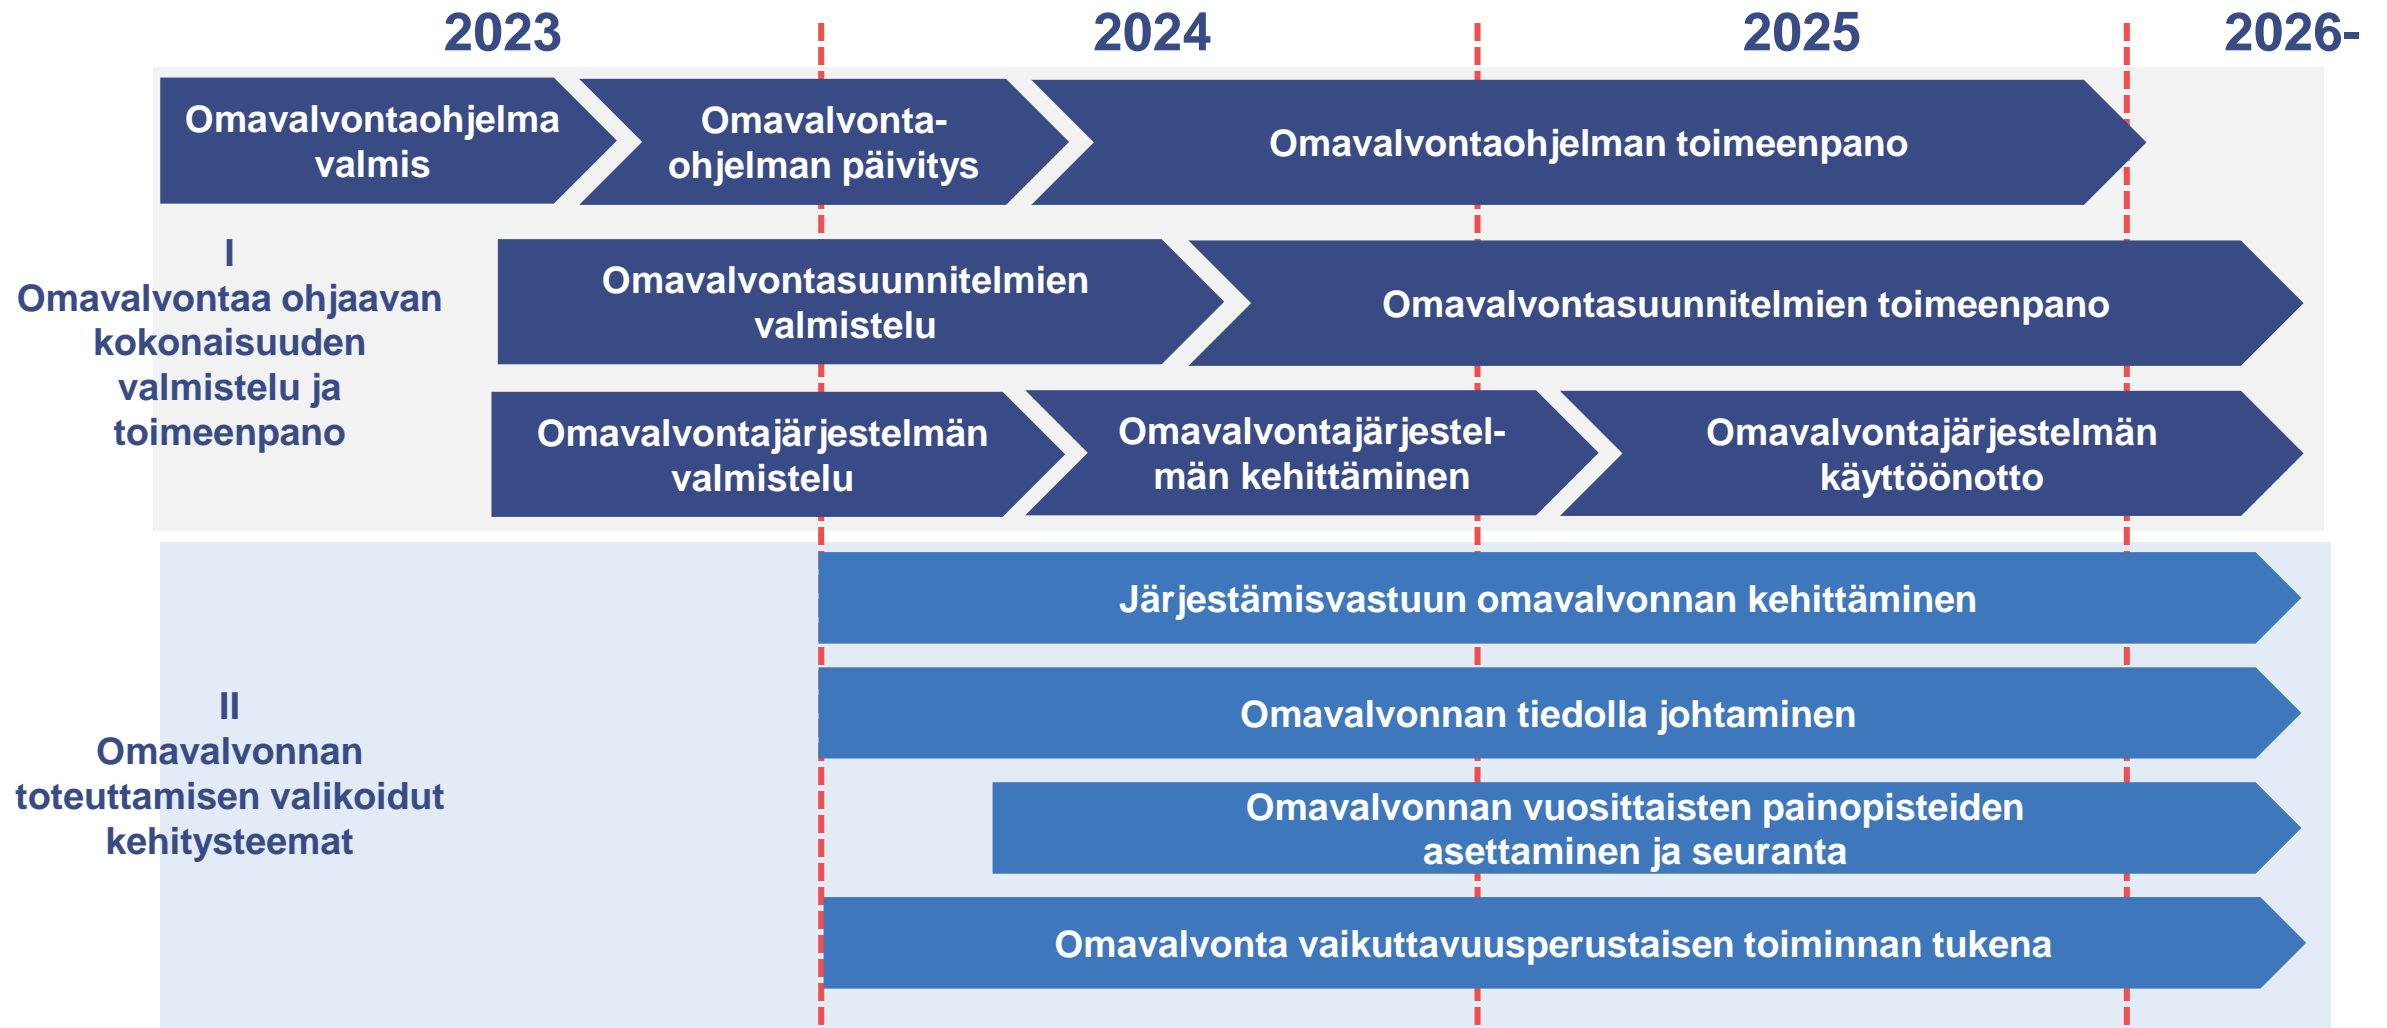 2023
2024
2025
2026-
Omavalvontaohjelma
valmis
Omavalvonta-
ohjelman päivitys
Omavalvontaohjelman toimeenpano
I
Omavalvontaa ohjaavan
kokonaisuuden
valmistelu ja
toimeenpano
Omavalvontasuunnitelmien
valmistelu
Omavalvontasuunnitelmien toimeenpano
Omavalvontajärjestelmän
valmistelu
Omavalvontajärjestel-
män kehittäminen
Omavalvontajärjestelmän
käyttöönotto
II
Omavalvonnan
toteuttamisen valikoidut
kehitysteemat
Järjestämisvastuun omavalvonnan kehittäminen
Omavalvonnan tiedolla johtaminen
Omavalvonnan vuosittaisten painopisteiden
asettaminen ja seuranta
Omavalvonta vaikuttavuusperustaisen toiminnan tukena